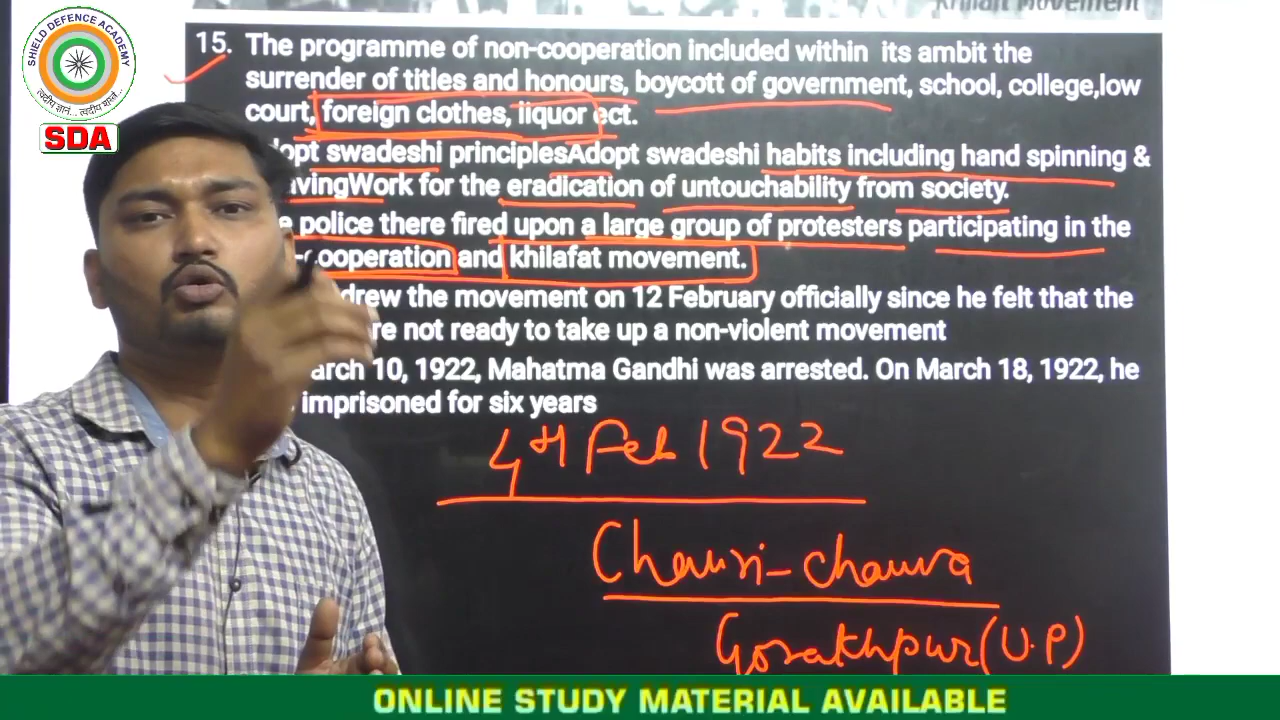 Khilaft Movement
SHIELD DEFENCE ACADEMY
SDA
15. The programme of non-cooperation included within its ambit the
surrender of titles and honours, boycott of government, school, college,low
court, foreign clothes, liquor ect.
dopt swadeshi principlesAdopt swadeshi habits including hand spinning &
avingWork for the eradication of untouchability from society.
e police there fired upon a large group of protesters participating in the
-cooperation and khilafat movement.
drew the movement on 12 February officially since he felt that the
re not ready to take up a non-violent movement
arch 10, 1922, Mahatma Gandhi was arrested. On March 18, 1922, he
imprisoned for six years
4th Feb 1922
Chauri-chaura
Gorakhpur(U.P)
ONLINE STUDY MATERIAL AVAILABLE